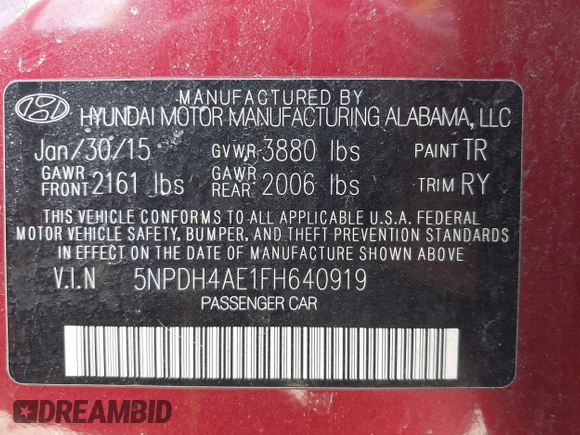 MANUFACTURED BY
HYUNDAI MOTOR MANUFACTURING ALABAMA, LLC
Jan/30/15 GVWR 3880 lbs PAINT TR
GAWR FRONT 2161 lbs GAWR REAR 2006 lbs TRIM RY
THIS VEHICLE CONFORMS TO ALL APPLICABLE U.S.A. FEDERAL
MOTOR VEHICLE SAFETY, BUMPER, AND THEFT PREVENTION STANDARDS
IN EFFECT ON THE DATE OF MANUFACTURE SHOWN ABOVE.
V.I.N 5NPDH4AE1FH640919
PASSENGER CAR
DREAMBID